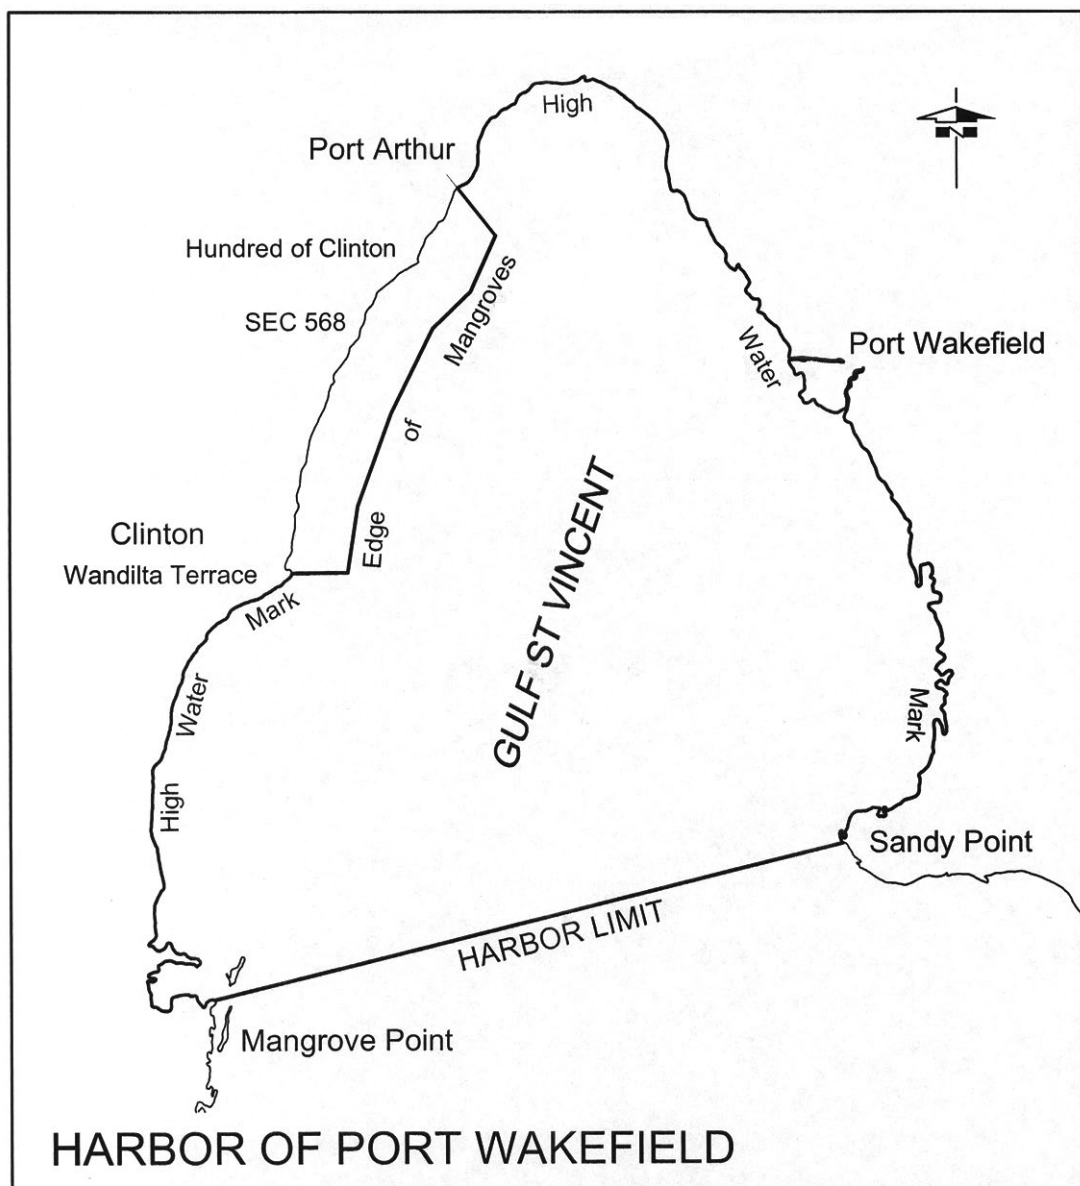 High
Port Arthur
N
Hundred of Clinton
Mangroves
SEC 568
Water
Port Wakefield
of
GULF ST VINCENT
Clinton
Edge
Wandilta Terrace
Mark
Water
Mark
High
Sandy Point
HARBOR LIMIT
Mangrove Point
HARBOR OF PORT WAKEFIELD